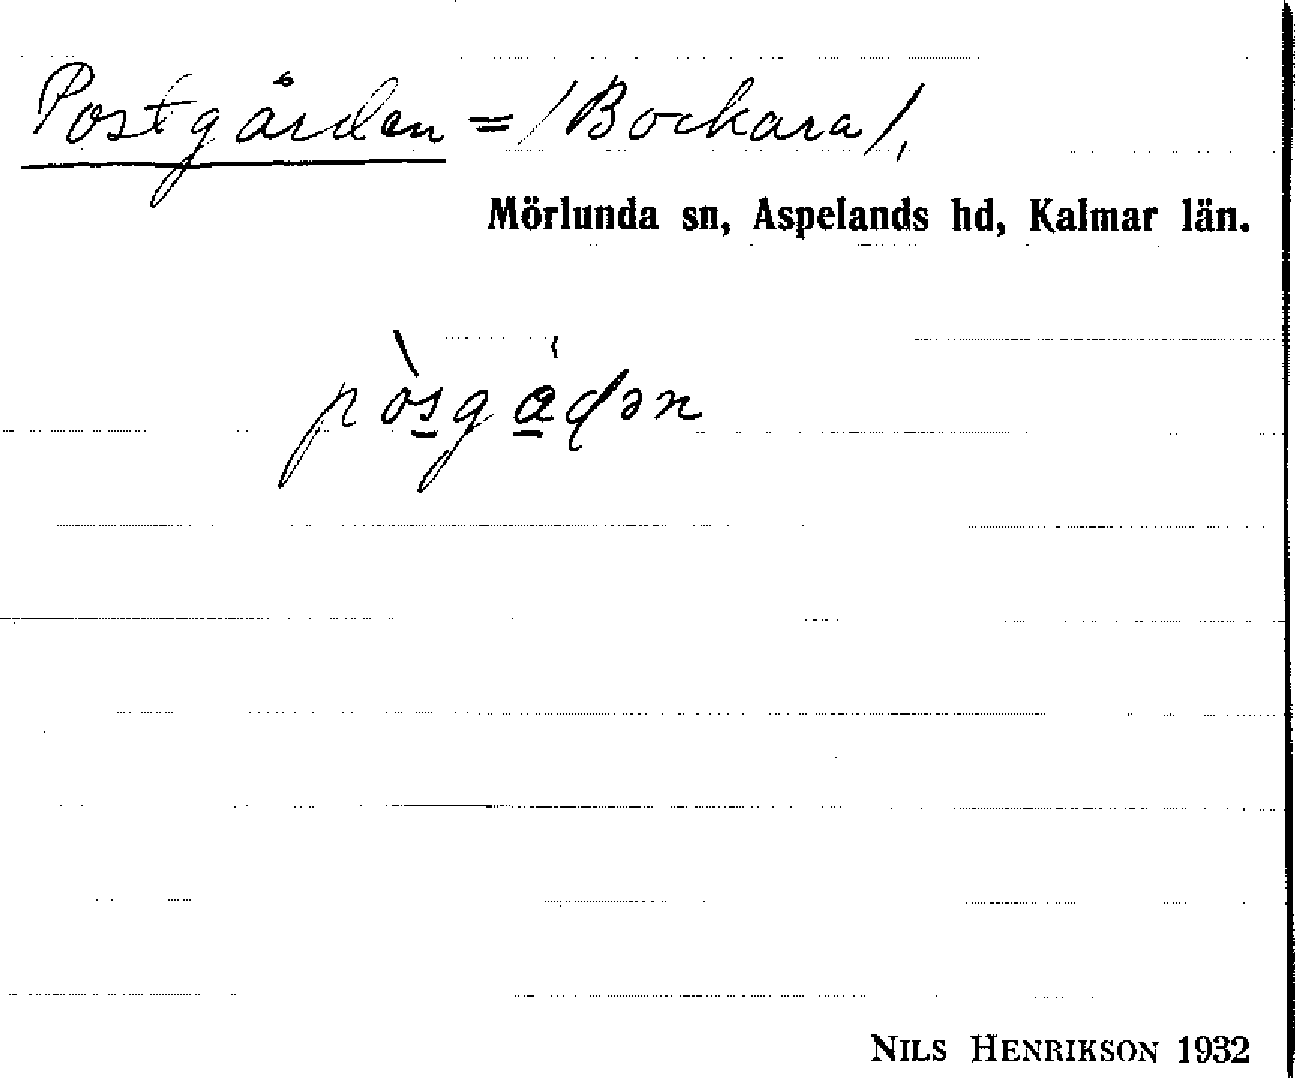 Postgården = /Bockara/,
Mörlunda sn, Aspelands hd, Kalmar län.
pòsgádən
NILS HENRIKSON 1932